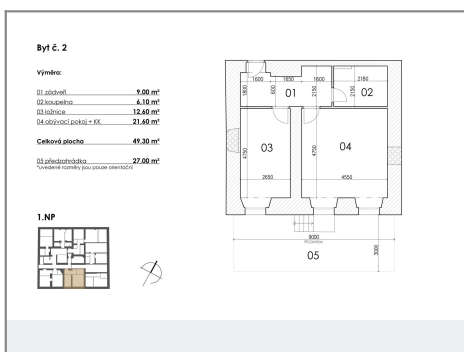 Byt č. 2
Výměra:
01 zádveří 9,00 m²
02 koupelna 6,10 m²
03 ložnice 12,60 m²
04 obývací pokoj + KK 21,60 m²
Celková plocha 49,30 m²
05 předzahrádka 27,00 m²
*uvedené rozměry jsou pouze orientační
1.NP
1600 1850 1600 2180
1800 600 01 2150 2150 02
03 04
4750 4750
2650 4550
9000
3000
05